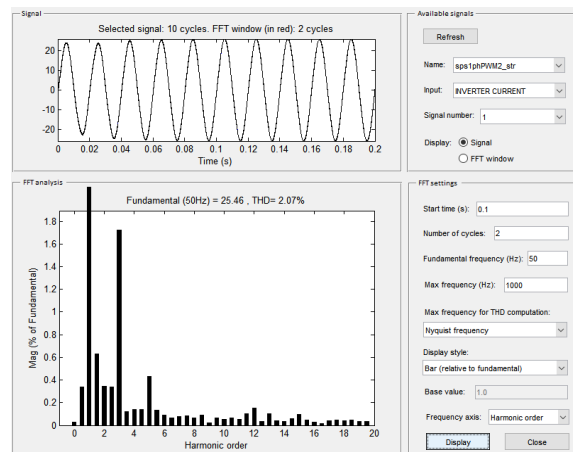 Signal
Selected signal: 10 cycles. FFT window (in red): 2 cycles
20
10
0
-10
-20
0 0.02 0.04 0.06 0.08 0.1 0.12 0.14 0.16 0.18 0.2
Time (s)
FFT analysis
Fundamental (50Hz) = 25.46 , THD= 2.07%
Mag (% of Fundamental)
1.8
1.6
1.4
1.2
1
0.8
0.6
0.4
0.2
0
0 2 4 6 8 10 12 14 16 18 20
Harmonic order
Available signals
Refresh
Name: sps1phPWM2_str
Input: INVERTER CURRENT
Signal number: 1
Display: Signal
FFT window
FFT settings
Start time (s): 0.1
Number of cycles: 2
Fundamental frequency (Hz): 50
Max frequency (Hz): 1000
Max frequency for THD computation:
Nyquist frequency
Display style:
Bar (relative to fundamental)
Base value: 1.0
Frequency axis: Harmonic order
Display Close